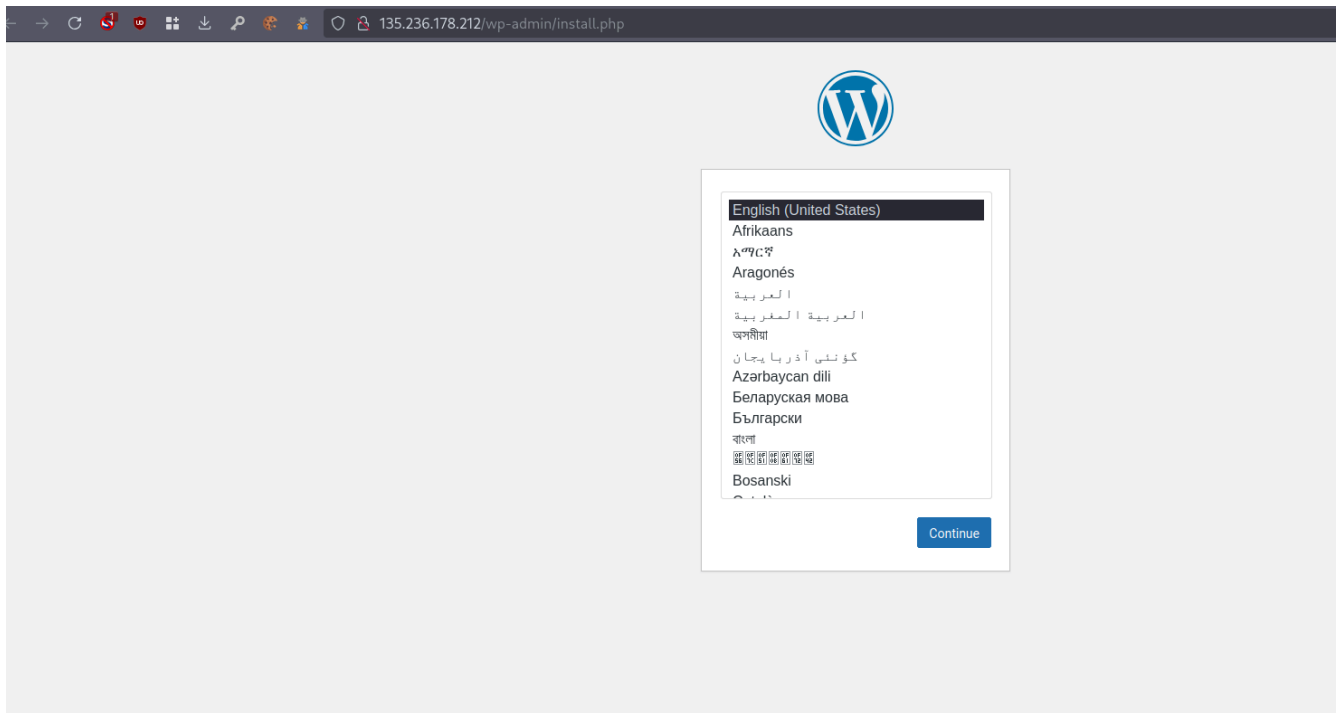 135.236.178.212/wp-admin/install.php
English (United States)
Afrikaans
አማርኛ
Aragonés
العربية
العربية المغربية
অসমীয়া
گؤنئی آذربایجان
Azərbaycan dili
Беларуская мова
Български
বাংলা
Bosanski
Continue